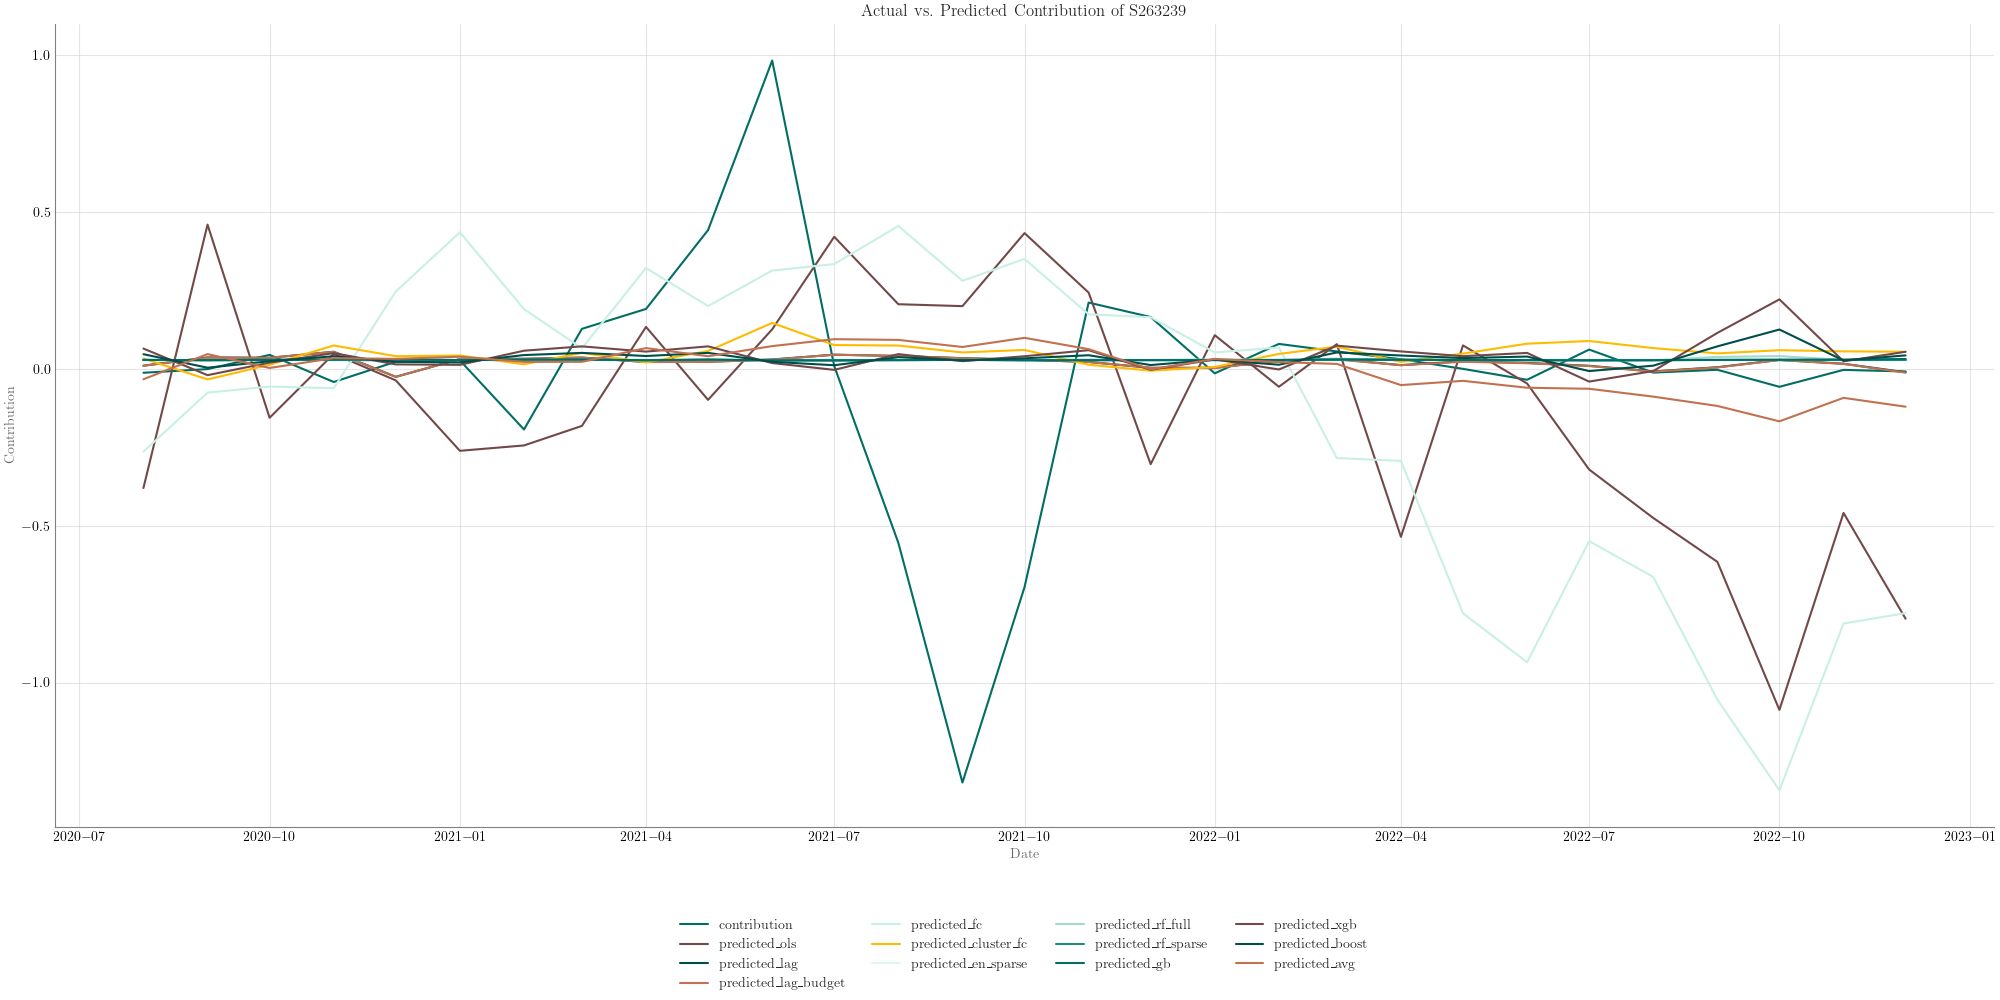 Actual vs. Predicted Contribution of S263239
1.0
0.5
0.0
−0.5
−1.0
Contribution
2020−07 2020−10 2021−01 2021−04 2021−07 2021−10 2022−01 2022−04 2022−07 2022−10 2023−01
Date
contribution predicted_fc predicted_rf_full predicted_xgb
predicted_ols predicted_cluster_fc predicted_rf_sparse predicted_boost
predicted_lag predicted_en_sparse predicted_gb predicted_avg
predicted_lag_budget